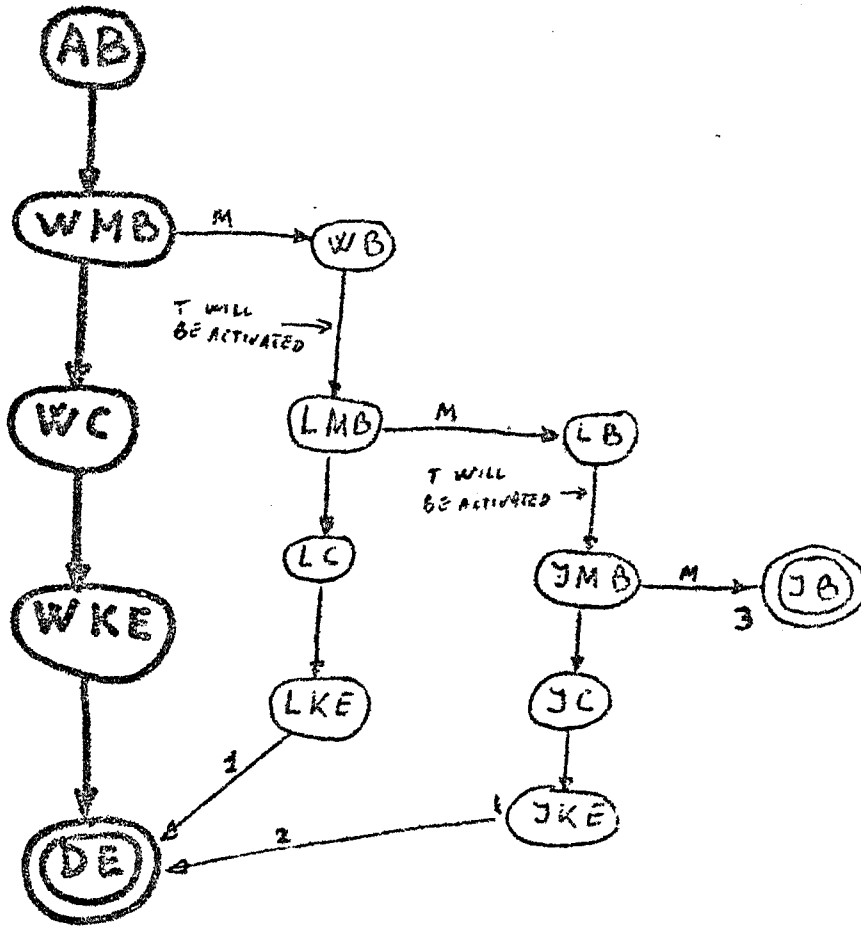 AB
WMB
M
WB
T WILL
BE ACTIVATED
WC
LMB
M
LB
T WILL
BE ACTIVATED
LC
JMB
M
JB
3
WKE
LKE
JC
1
1
JKE
2
DE